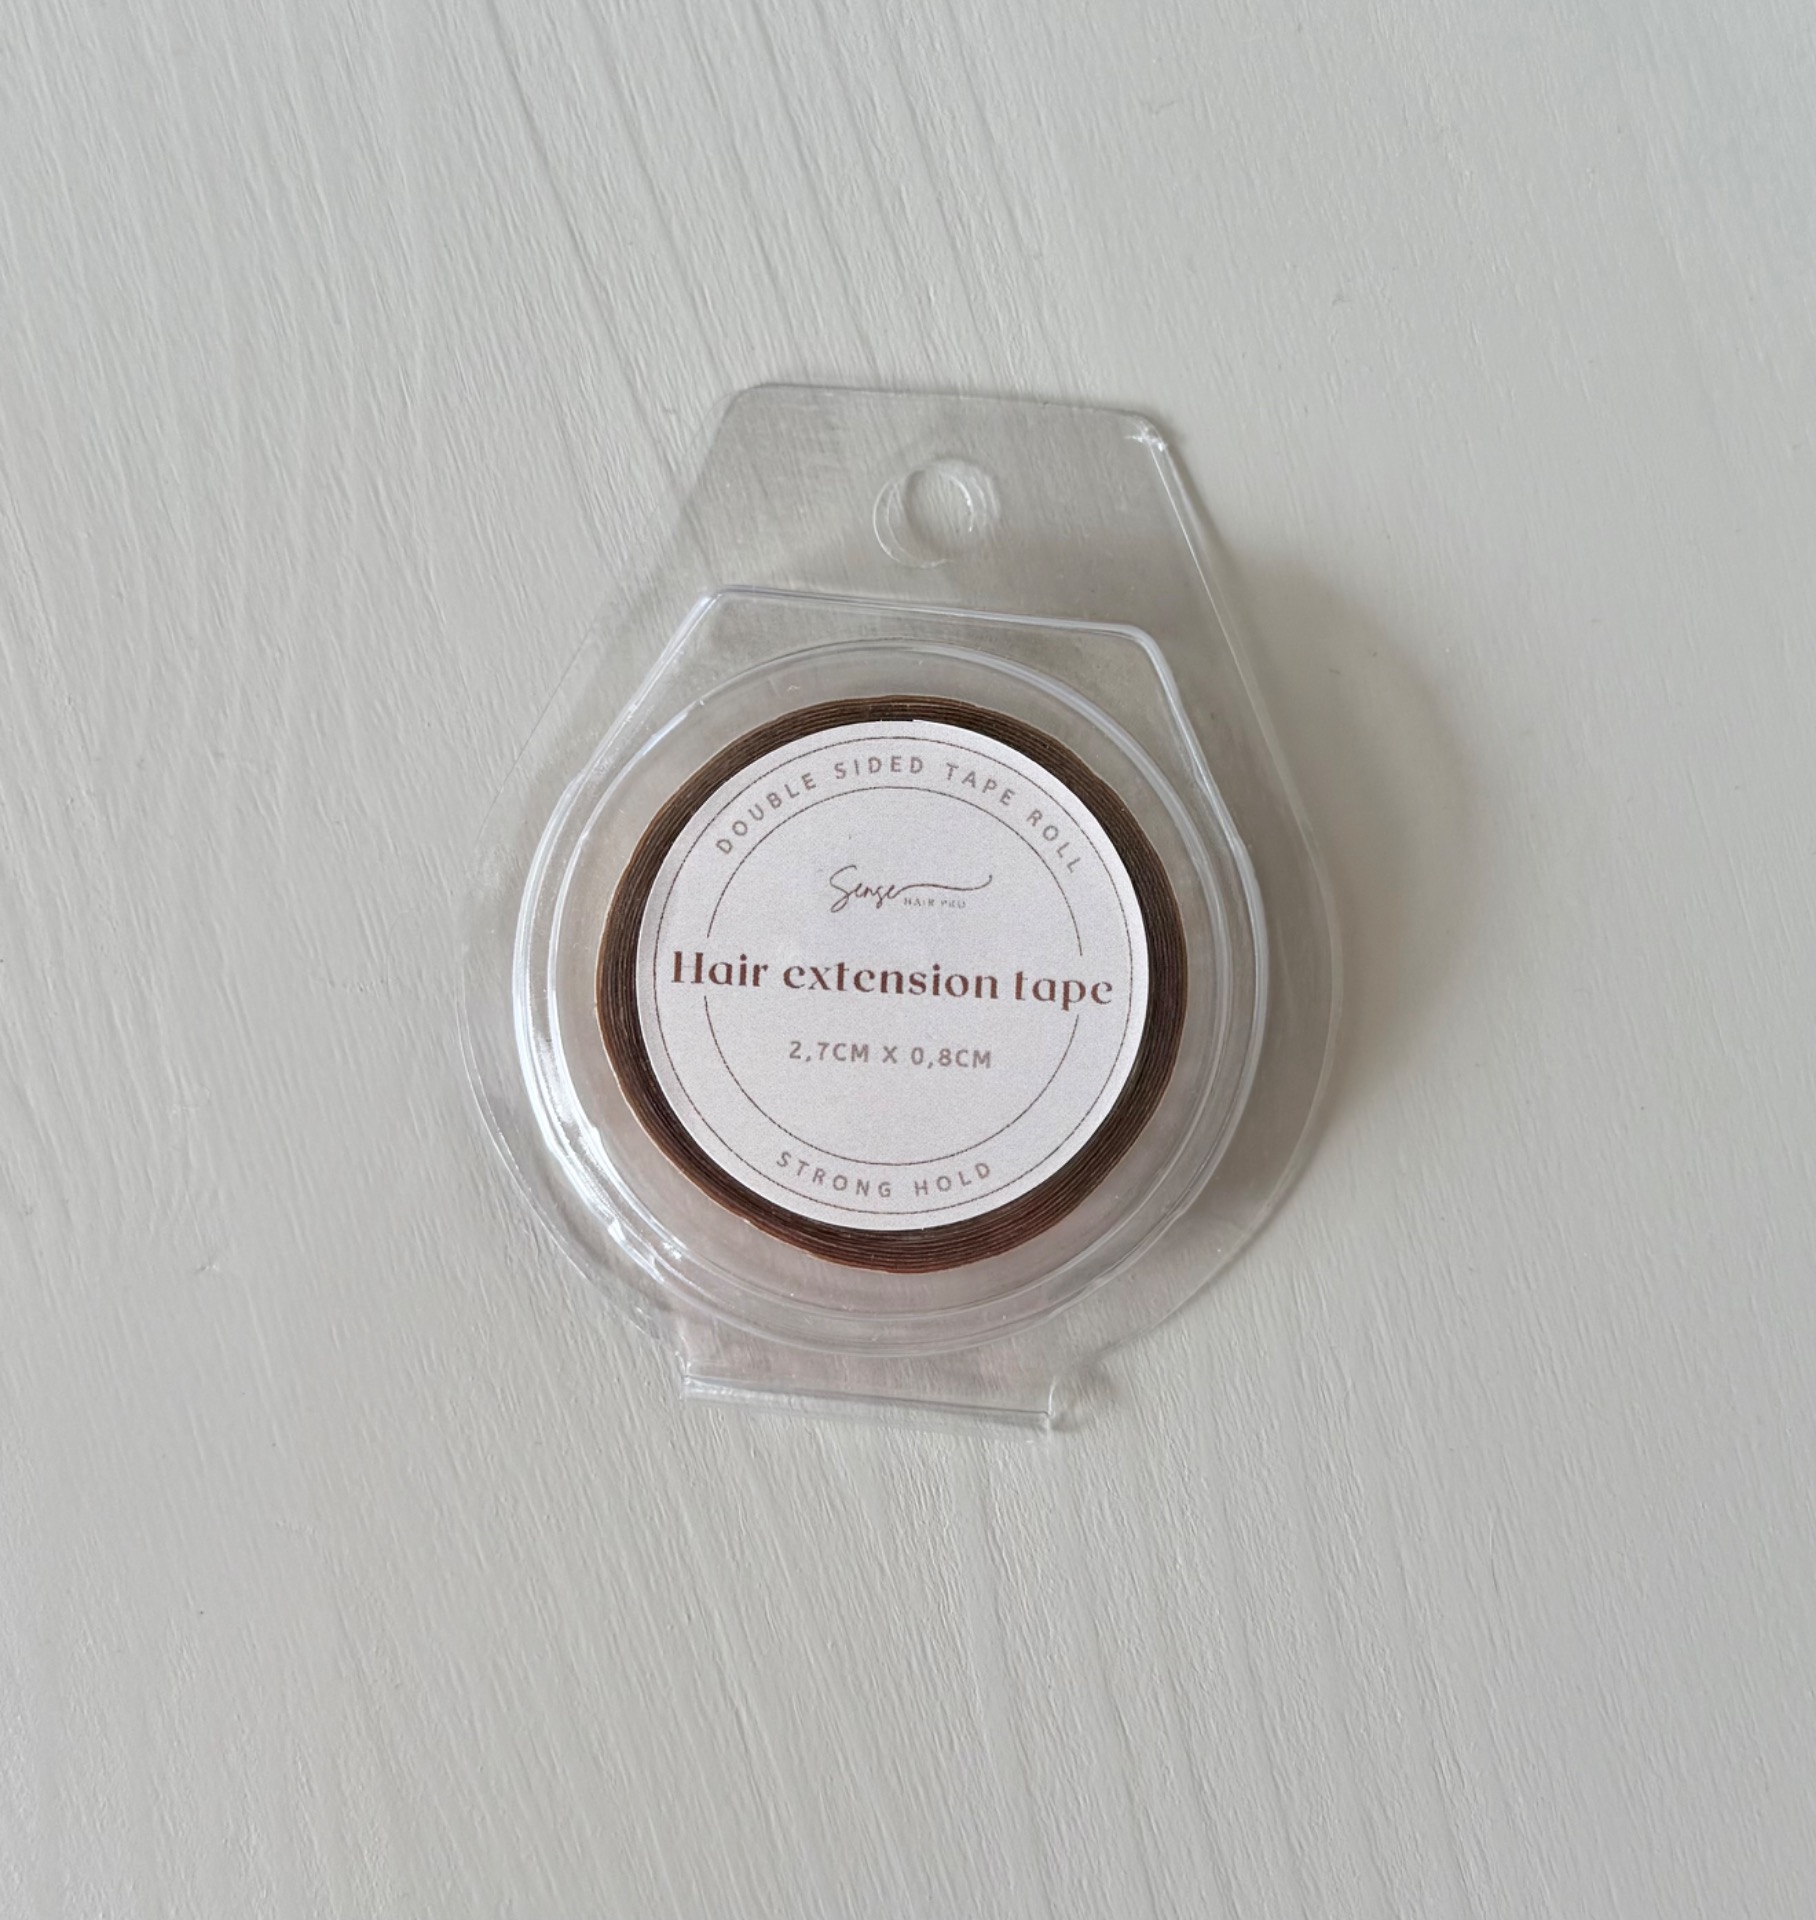 DOUBLE SIDED TAPE ROLL
Sense
HAIR PRO
Hair extension tape
2,7CM X 0,8CM
STRONG HOLD